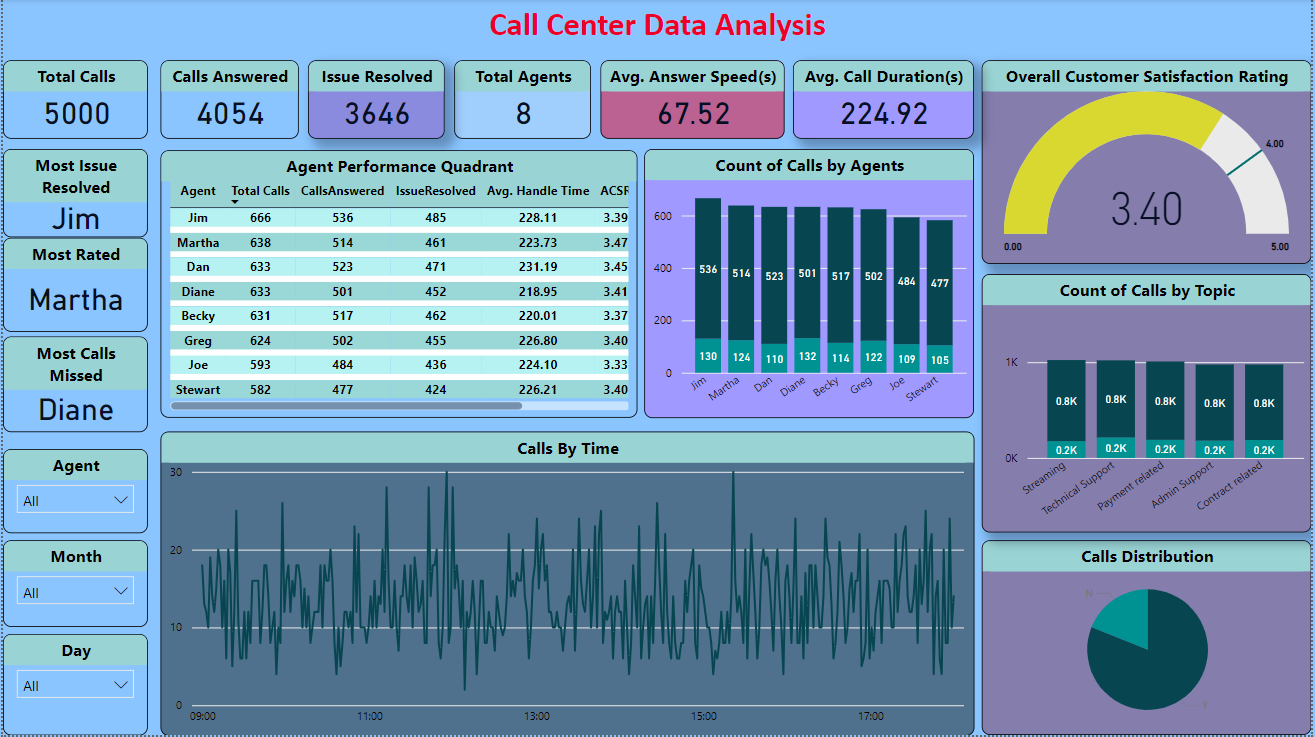 Call Center Data Analysis
Total Calls
5000
Calls Answered
4054
Issue Resolved
3646
Total Agents
8
Avg. Answer Speed(s)
67.52
Avg. Call Duration(s)
224.92
Overall Customer Satisfaction Rating
4.00
3.40
0.00
5.00
Most Issue
Resolved
Jim
Most Rated
Martha
Most Calls
Missed
Diane
Agent
All
Month
All
Day
All
Agent Performance Quadrant
Agent Total Calls CallsAnswered IssueResolved Avg. Handle Time ACSR
Jim 666 536 485 228.11 3.39
Martha 638 514 461 223.73 3.47
Dan 633 523 471 231.19 3.45
Diane 633 501 452 218.95 3.41
Becky 631 517 462 220.01 3.37
Greg 624 502 455 226.80 3.40
Joe 593 484 436 224.10 3.33
Stewart 582 477 424 226.21 3.40
Count of Calls by Agents
600
400
200
0
536 514 523 501 517 502 484 477
130 124 110 132 114 122 109 105
Jim Martha Dan Diane Becky Greg Joe Stewart
Count of Calls by Topic
1K
0K
0.8K 0.8K 0.8K 0.8K 0.8K
0.2K 0.2K 0.2K 0.2K 0.2K
Streaming
Technical Support
Payment related
Admin Support
Contract related
Calls By Time
30
20
10
0
09:00 11:00 13:00 15:00 17:00
Calls Distribution
N
Y